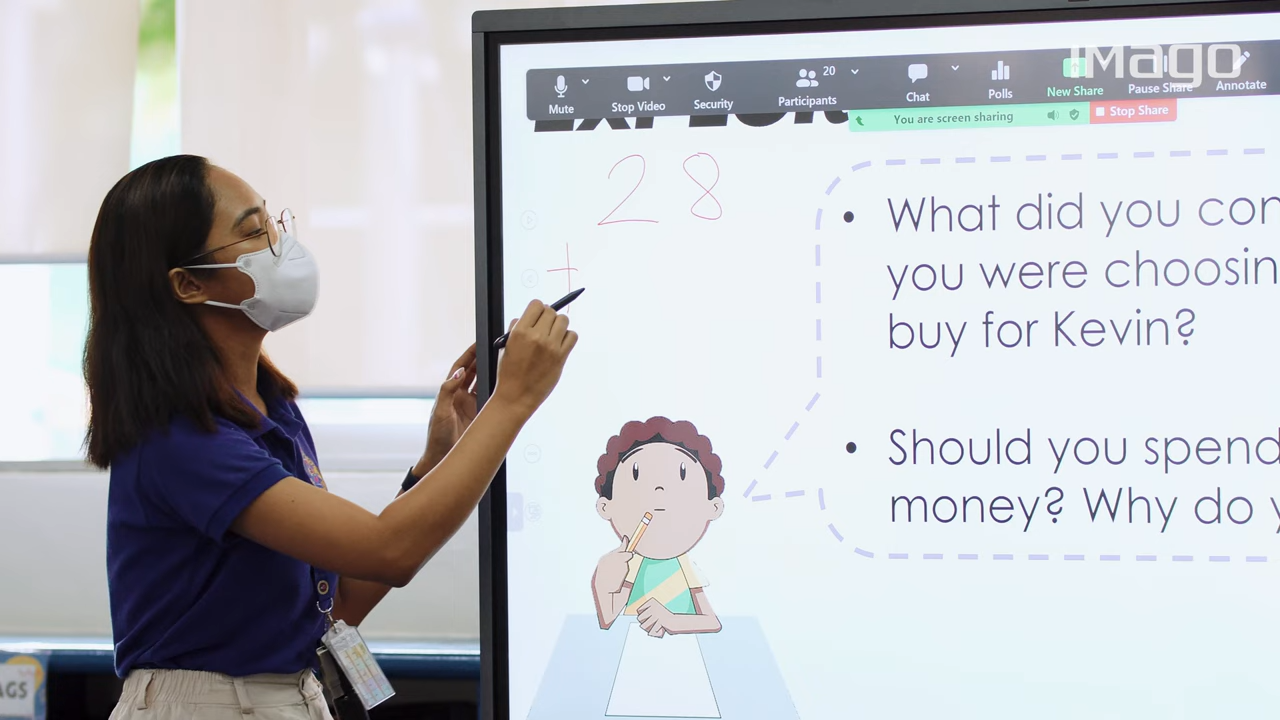 iMago
Mute
Stop Video
Security
Participants
20
Chat
Polls
New Share
Pause Share
Annotate
You are screen sharing
Stop Share
28
+
What did you con
you were choosin
buy for Kevin?
Should you spend
money? Why do y
AGS